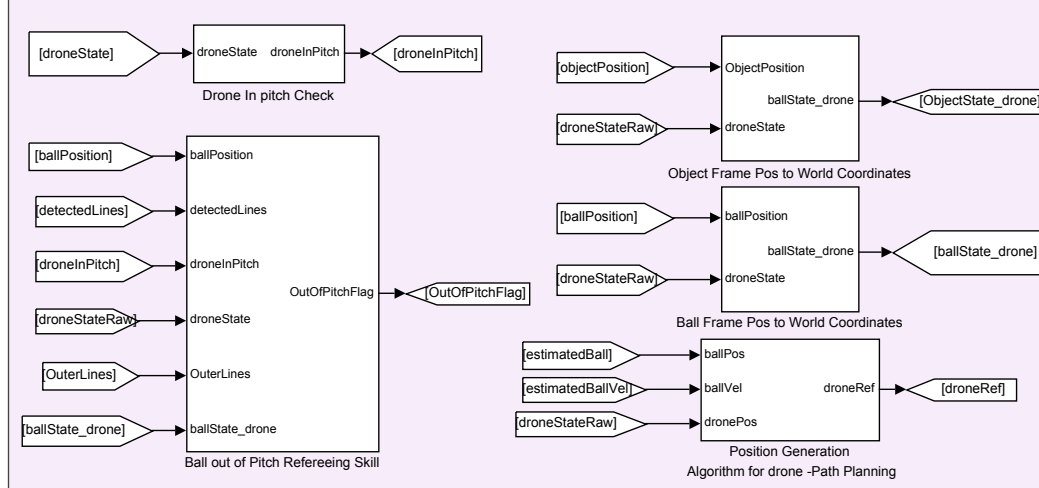 [droneState]
droneState
droneInPitch
[droneInPitch]
Drone In pitch Check
[ballPosition]
ballPosition
[detectedLines]
detectedLines
[droneInPitch]
droneInPitch
OutOfPitchFlag
[OutOfPitchFlag]
[droneStateRaw]
droneState
[OuterLines]
OuterLines
[ballState_drone]
ballState_drone
Ball out of Pitch Refereeing Skill
[objectPosition]
ObjectPosition
ballState_drone
[ObjectState_drone]
[droneStateRaw]
droneState
Object Frame Pos to World Coordinates
[ballPosition]
ballPosition
ballState_drone
[ballState_drone]
[droneStateRaw]
droneState
Ball Frame Pos to World Coordinates
[estimatedBall]
ballPos
[estimatedBallVel]
ballVel
droneRef
[droneRef]
[droneStateRaw]
dronePos
Position Generation
Algorithm for drone -Path Planning